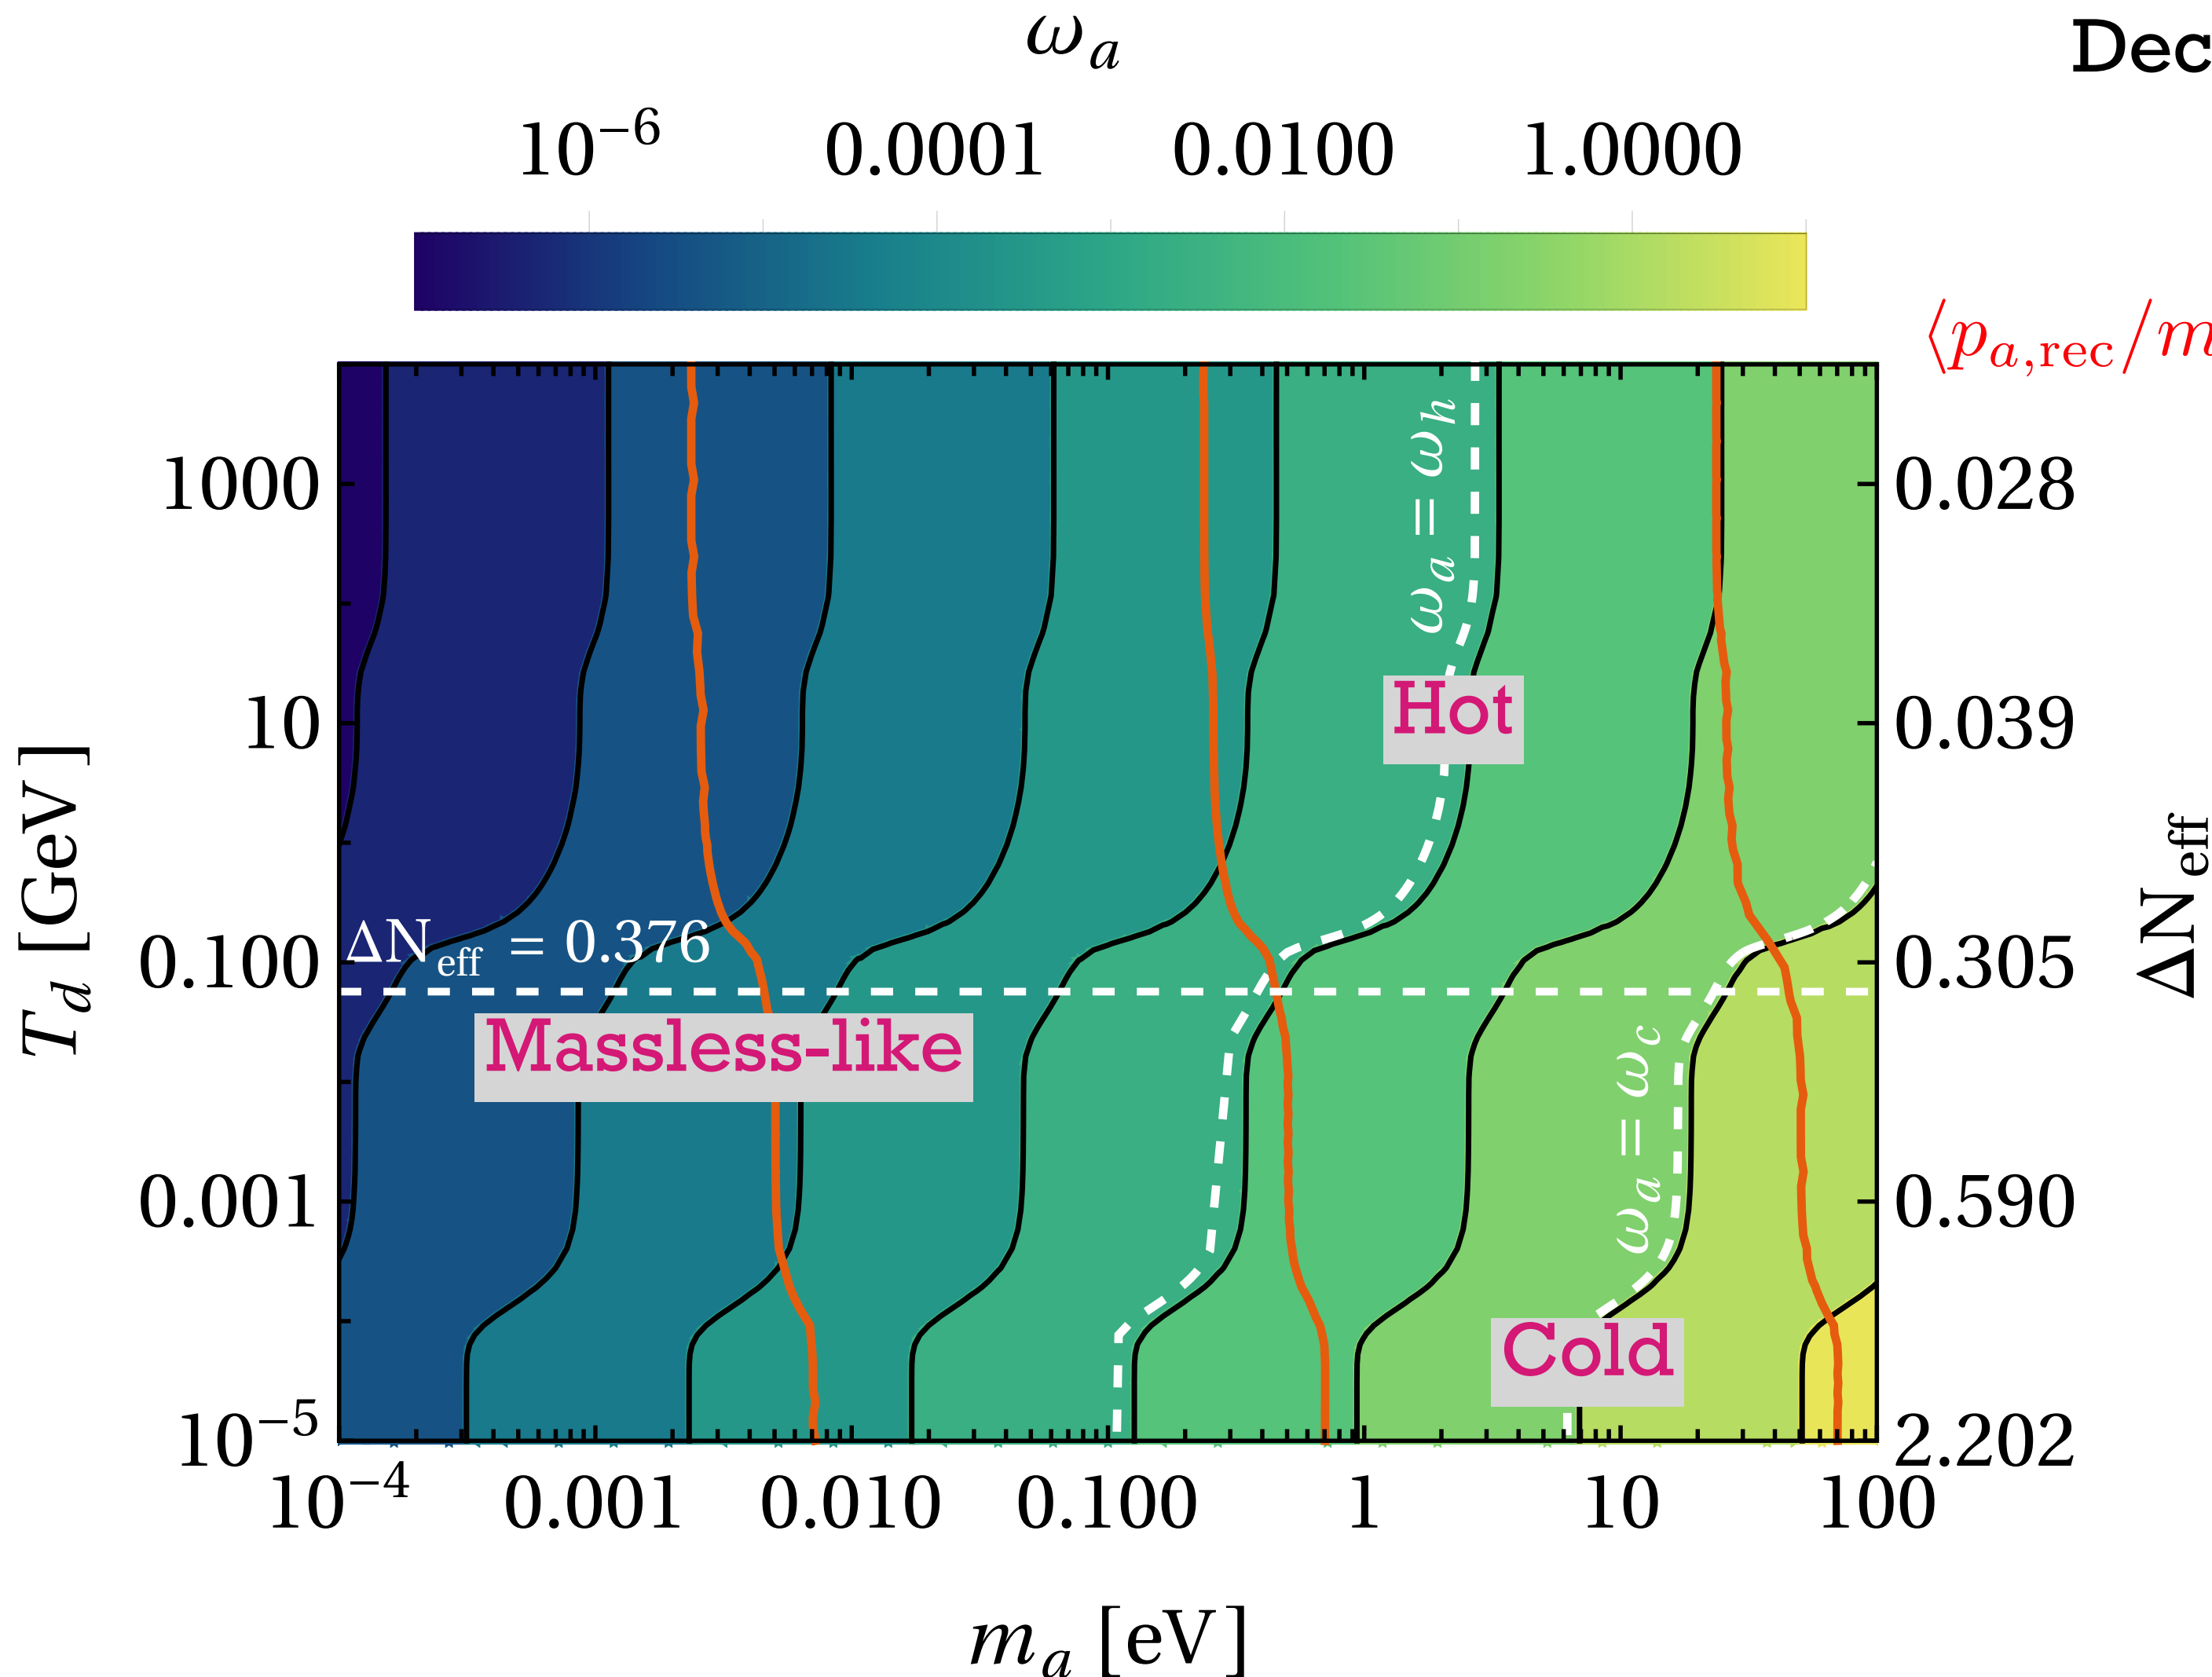 ω_a
Dec
10^−6 0.0001 0.0100 1.0000
⟨p_{a,rec}/m
ω_a = ω_h
1000
0.028
Hot
10
0.039
T_d [GeV]
ΔN_eff
ΔN_eff = 0.376
0.100
0.305
Massless-like
ω_a = ω_c
0.001
0.590
Cold
10^−5
2.202
10^−4 0.001 0.010 0.100 1 10 100
m_a [eV]